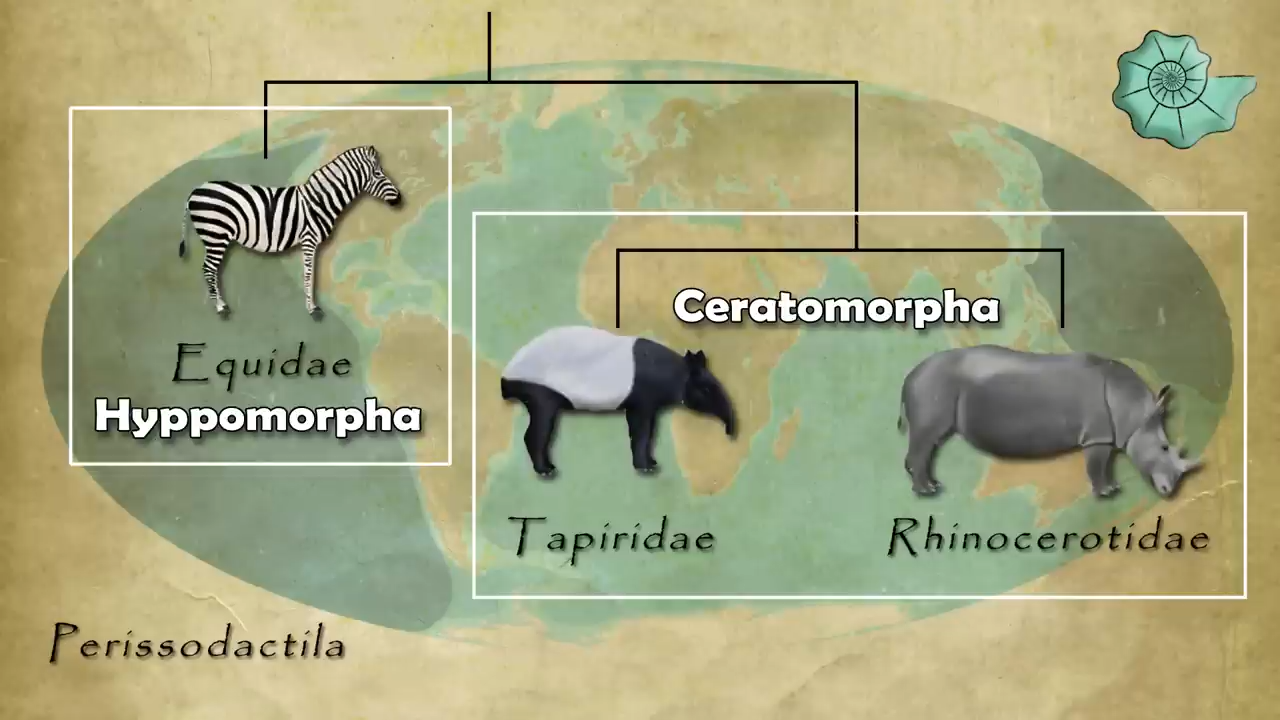 Equidae
Hyppomorpha
Ceratomorpha
Tapiridae
Rhinocerotidae
Perissodactila